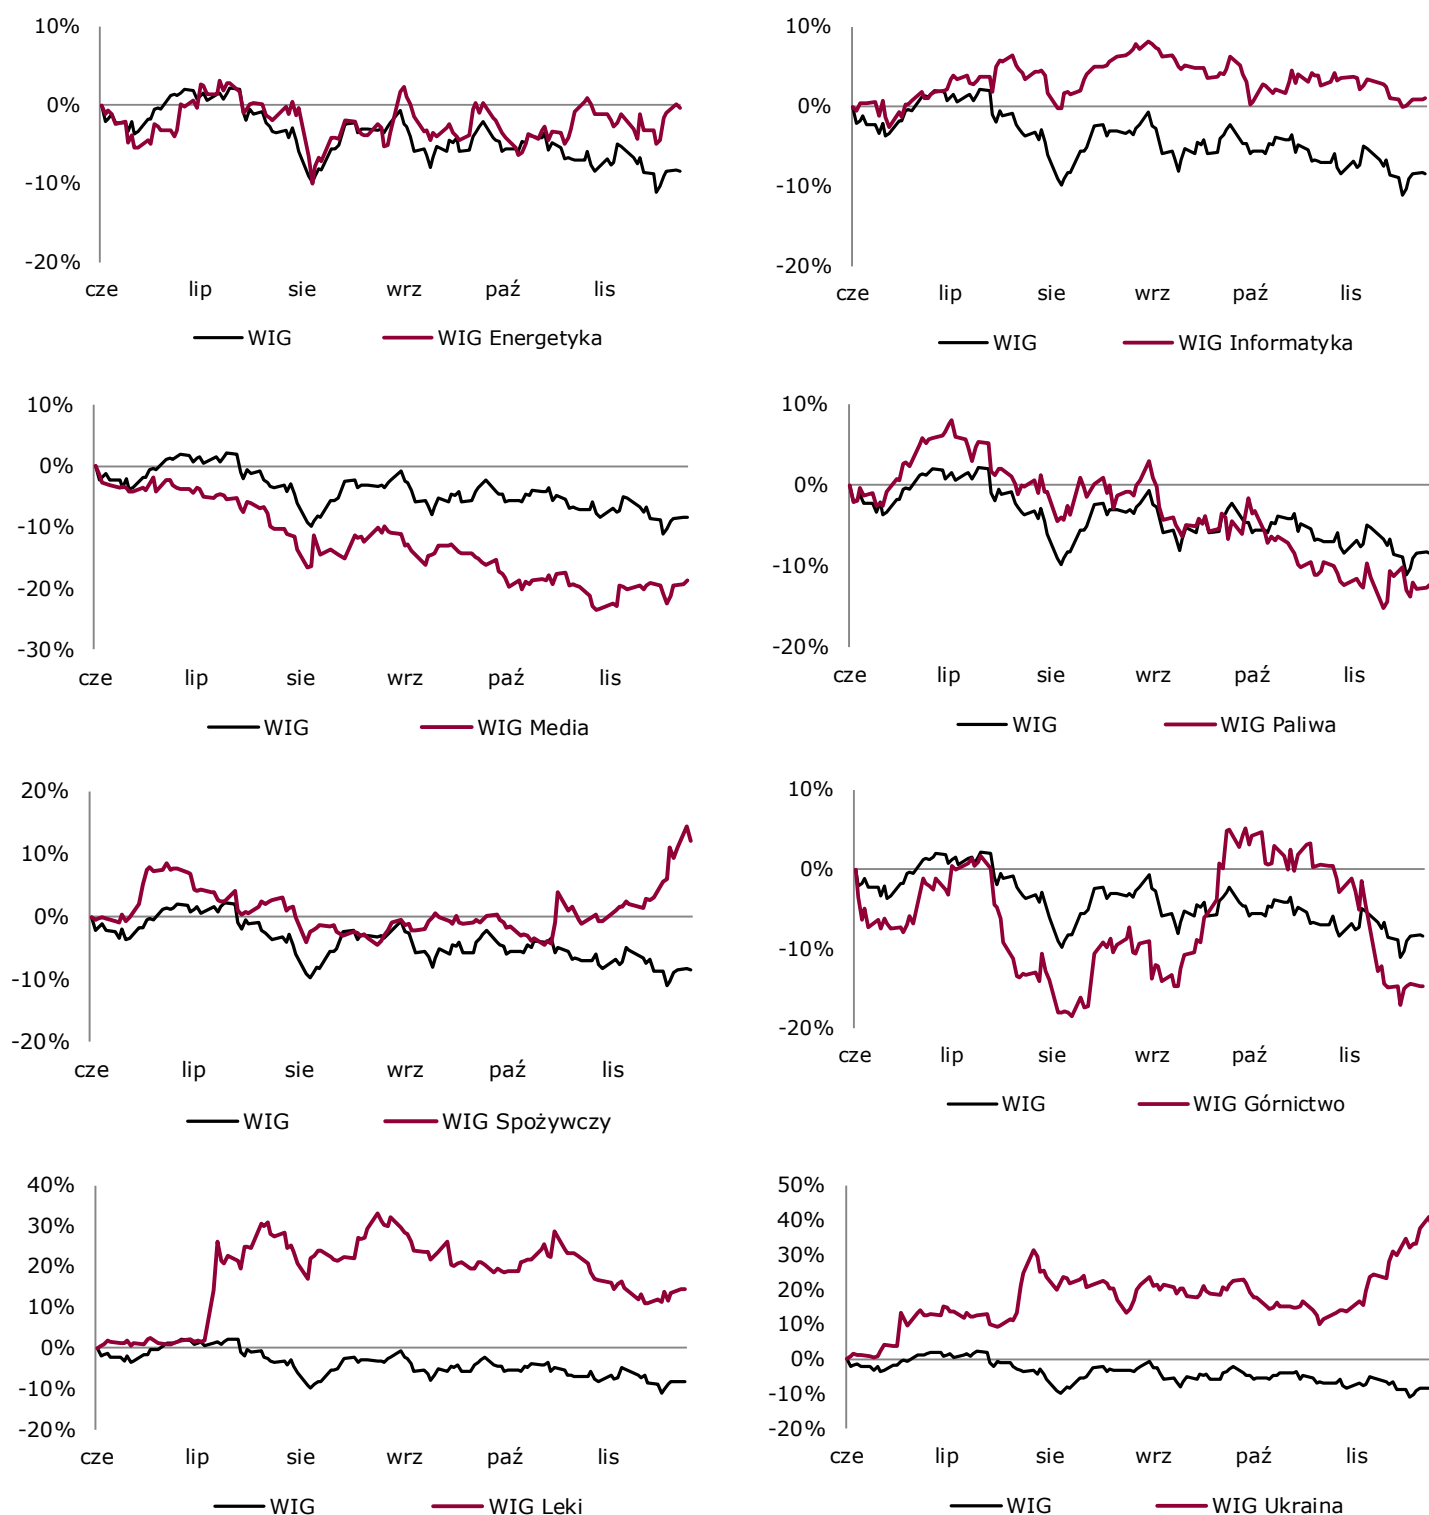 10%
0%
-10%
-20%
cze lip sie wrz paź lis
WIG WIG Energetyka
10%
0%
-10%
-20%
cze lip sie wrz paź lis
WIG WIG Informatyka
10%
0%
-10%
-20%
-30%
cze lip sie wrz paź lis
WIG WIG Media
10%
0%
-10%
-20%
cze lip sie wrz paź lis
WIG WIG Paliwa
20%
10%
0%
-10%
-20%
cze lip sie wrz paź lis
WIG WIG Spożywczy
10%
0%
-10%
-20%
cze lip sie wrz paź lis
WIG WIG Górnictwo
40%
30%
20%
10%
0%
-10%
-20%
cze lip sie wrz paź lis
WIG WIG Leki
50%
40%
30%
20%
10%
0%
-10%
-20%
cze lip sie wrz paź lis
WIG WIG Ukraina